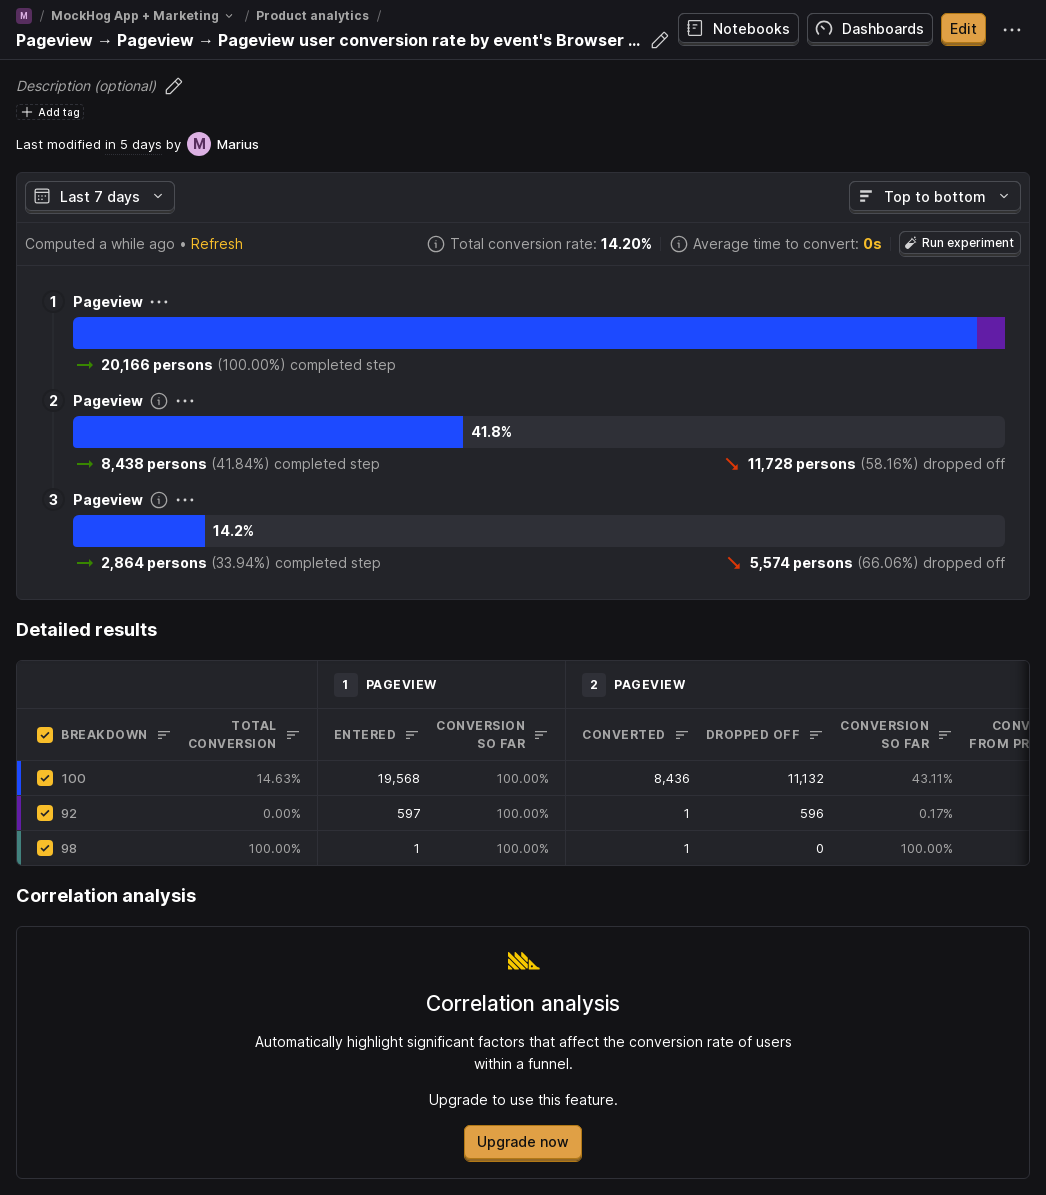 M / MockHog App + Marketing / Product analytics /
Pageview → Pageview → Pageview user conversion rate by event's Browser ...
Notebooks
Dashboards
Edit
Description (optional)
Add tag
Last modified in 5 days by M Marius
Last 7 days
Top to bottom
Computed a while ago • Refresh
Total conversion rate: 14.20%
Average time to convert: 0s
Run experiment
1 Pageview
20,166 persons (100.00%) completed step
2 Pageview
41.8%
8,438 persons (41.84%) completed step
11,728 persons (58.16%) dropped off
3 Pageview
14.2%
2,864 persons (33.94%) completed step
5,574 persons (66.06%) dropped off
Detailed results
1 PAGEVIEW
2 PAGEVIEW
BREAKDOWN
TOTAL
CONVERSION
ENTERED
CONVERSION
SO FAR
CONVERTED
DROPPED OFF
CONVERSION
SO FAR
CONV
FROM PR
100 14.63% 19,568 100.00% 8,436 11,132 43.11%
92 0.00% 597 100.00% 1 596 0.17%
98 100.00% 1 100.00% 1 0 100.00%
Correlation analysis
Correlation analysis
Automatically highlight significant factors that affect the conversion rate of users
within a funnel.
Upgrade to use this feature.
Upgrade now